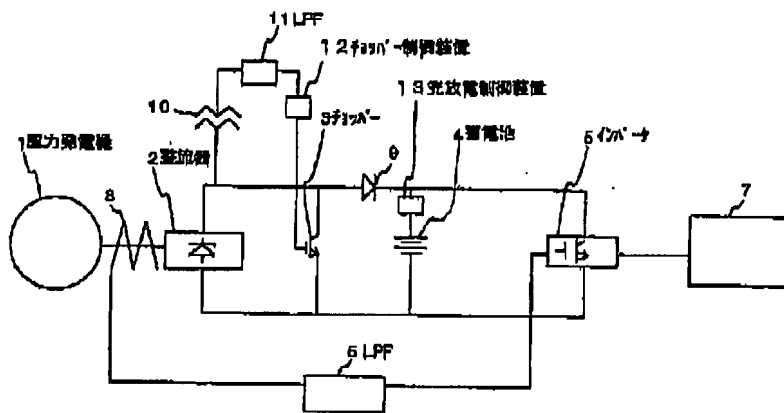 11 LPF
12 チョッパー制御装置
13 充放電制御装置
10
3 チョッパー
4 蓄電池
1 風力発電機
9
5 インバータ
2 整流器
8
7
6 LPF